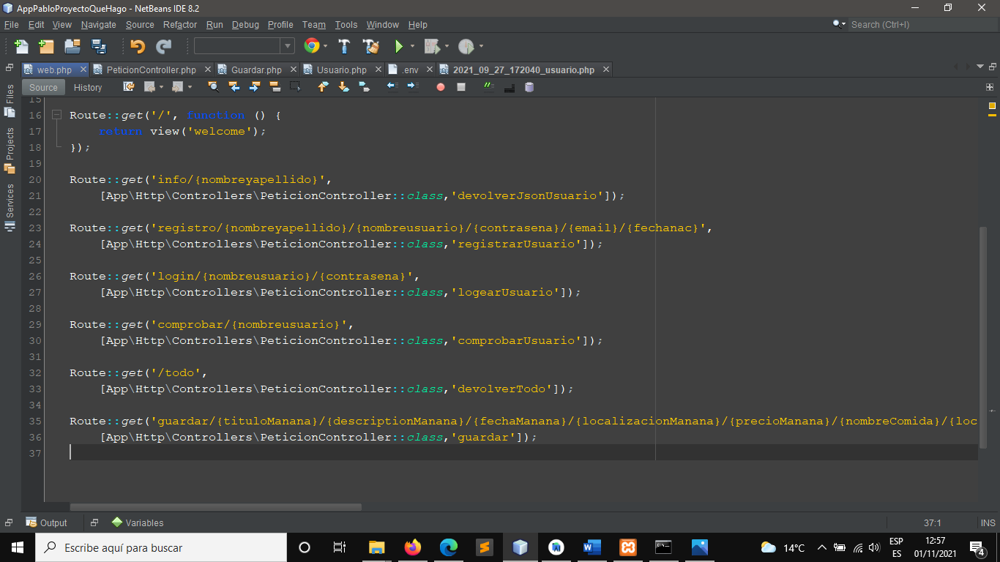 AppPabloProyectoQueHago - NetBeans IDE 8.2
File Edit View Navigate Source Refactor Run Debug Profile Team Tools Window Help
Search (Ctrl+I)
web.php PeticionController.php Guardar.php Usuario.php .env 2021_09_27_172040_usuario.php
Source History
Files
Projects
Services
15
16 Route::get('/', function () {
17 return view('welcome');
18 });
19
20 Route::get('info/{nombreyapellido}',
21 [App\Http\Controllers\PeticionController::class,'devolverJsonUsuario']);
22
23 Route::get('registro/{nombreyapellido}/{nombreusuario}/{contrasena}/{email}/{fechanac}',
24 [App\Http\Controllers\PeticionController::class,'registrarUsuario']);
25
26 Route::get('login/{nombreusuario}/{contrasena}',
27 [App\Http\Controllers\PeticionController::class,'logearUsuario']);
28
29 Route::get('comprobar/{nombreusuario}',
30 [App\Http\Controllers\PeticionController::class,'comprobarUsuario']);
31
32 Route::get('/todo',
33 [App\Http\Controllers\PeticionController::class,'devolverTodo']);
34
35 Route::get('guardar/{tituloManana}/{descriptionManana}/{fechaManana}/{localizacionManana}/{precioManana}/{nombreComida}/{loc
36 [App\Http\Controllers\PeticionController::class,'guardar']);
37
Output Variables
37:1 INS
Escribe aquí para buscar
14°C
ESP
ES
12:57
01/11/2021
4